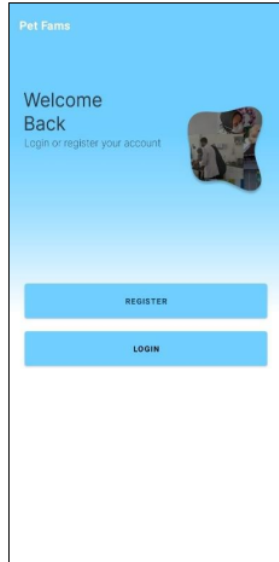 Pet Fams
Welcome
Back
Login or register your account
REGISTER
LOGIN